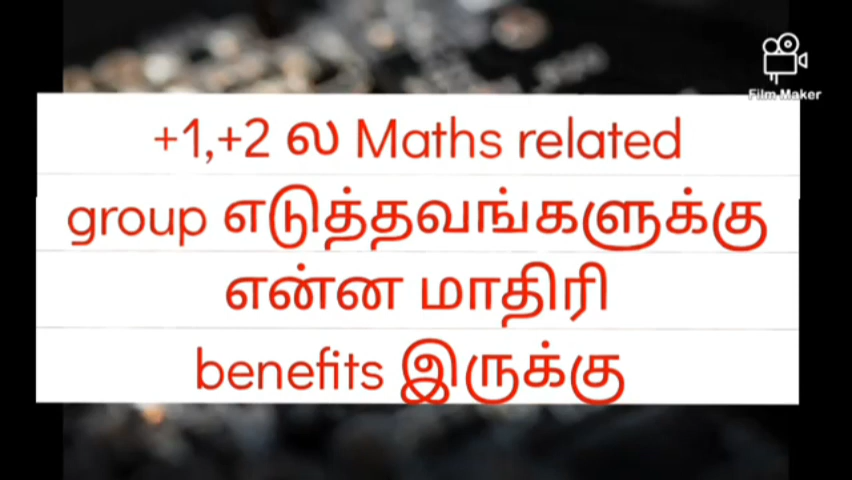 Film Maker
+1,+2 ல Maths related
group எடுத்தவங்களுக்கு
என்ன மாதிரி
benefits இருக்கு